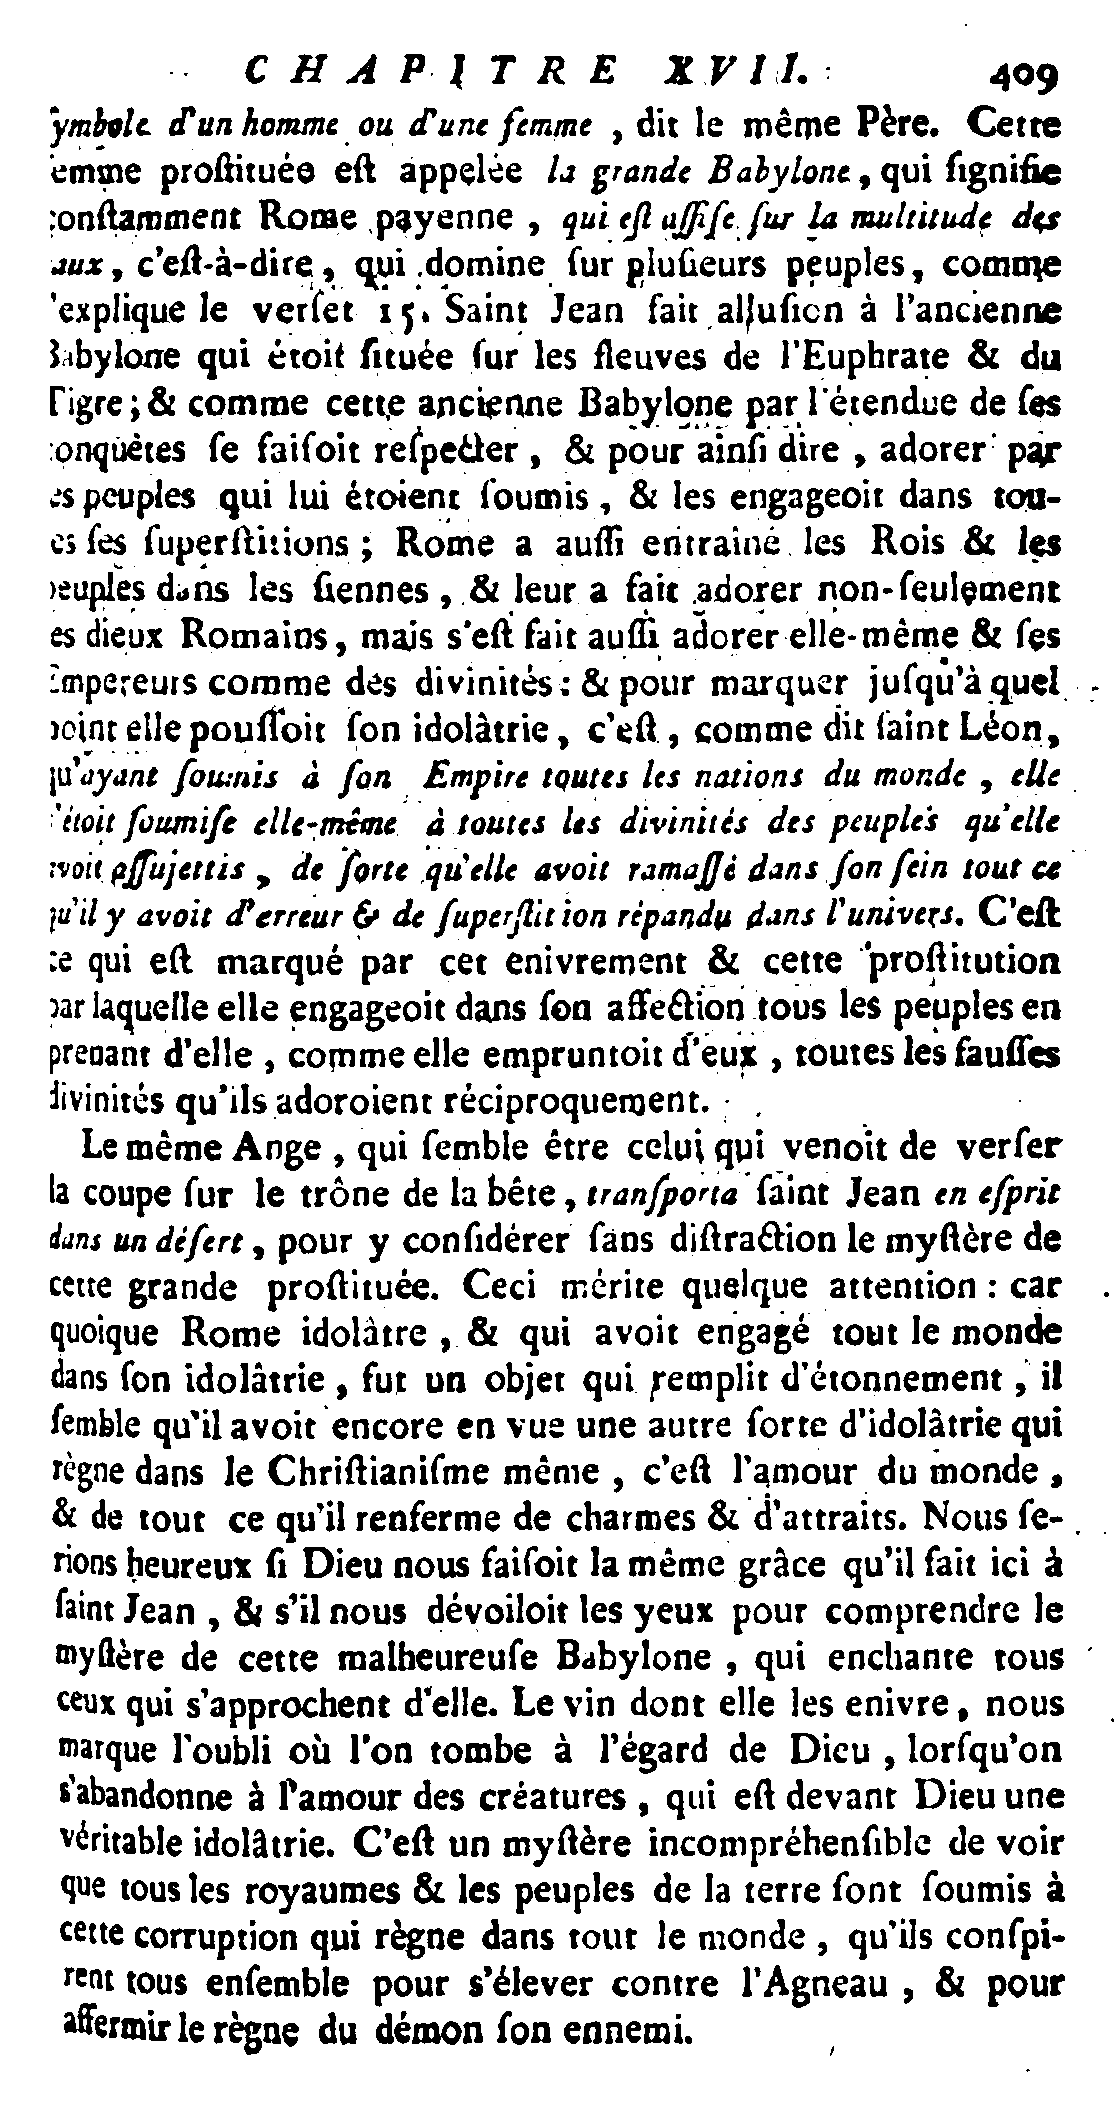 CHAPITRE XVII. 409
ymbole d'un homme ou d'une femme, dit le même Père. Cette
emme proſtituée eſt appelée la grande Babylone, qui ſignifie
onſtamment Rome payenne, qui eſt aſſiſe ſur la multitude des
aux, c'eſt-à-dire, qui domine ſur pluſieurs peuples, comme
'explique le verſet 15. Saint Jean fait alluſion à l'ancienne
Babylone qui étoit ſituée ſur les fleuves de l'Euphrate & du
Tigre; & comme cette ancienne Babylone par l'étendue de ſes
onquêtes ſe faiſoit reſpecter, & pour ainſi dire, adorer par
es peuples qui lui étoient ſoumis, & les engageoit dans tou-
es ſes ſuperſtitions; Rome a auſſi entrainé les Rois & les
peuples dans les ſiennes, & leur a fait adorer non-ſeulement
es dieux Romains, mais s'eſt fait auſſi adorer elle-même & ſes
Empereurs comme des divinités: & pour marquer juſqu'à quel
point elle pouſſoit ſon idolâtrie, c'eſt, comme dit ſaint Léon,
qu'ayant ſoumis à ſon Empire toutes les nations du monde, elle
s'étoit ſoumiſe elle-même à toutes les divinités des peuples qu'elle
avoit aſſujettis, de ſorte qu'elle avoit ramaſſé dans ſon ſein tout ce
qu'il y avoit d'erreur & de ſuperſtition répandu dans l'univers. C'eſt
ce qui eſt marqué par cet enivrement & cette proſtitution
par laquelle elle engageoit dans ſon affection tous les peuples en
prenant d'elle, comme elle empruntoit d'eux, toutes les fauſſes
divinités qu'ils adoroient réciproquement.
Le même Ange, qui ſemble être celui qui venoit de verſer
la coupe ſur le trône de la bête, tranſporta ſaint Jean en eſprit
dans un déſert, pour y conſidérer ſans diſtraction le myſtère de
cette grande proſtituée. Ceci mérite quelque attention: car
quoique Rome idolâtre, & qui avoit engagé tout le monde
dans ſon idolâtrie, fut un objet qui remplit d'étonnement, il
ſemble qu'il avoit encore en vue une autre ſorte d'idolâtrie qui
règne dans le Chriſtianiſme même, c'eſt l'amour du monde,
& de tout ce qu'il renferme de charmes & d'attraits. Nous ſe-
rions heureux ſi Dieu nous faiſoit la même grâce qu'il fait ici à
ſaint Jean, & s'il nous dévoiloit les yeux pour comprendre le
myſtère de cette malheureuſe Babylone, qui enchante tous
ceux qui s'approchent d'elle. Le vin dont elle les enivre, nous
marque l'oubli où l'on tombe à l'égard de Dieu, lorſqu'on
s'abandonne à l'amour des créatures, qui eſt devant Dieu une
véritable idolâtrie. C'eſt un myſtère incompréhenſible de voir
que tous les royaumes & les peuples de la terre ſont ſoumis à
cette corruption qui règne dans tout le monde, qu'ils conſpi-
rent tous enſemble pour s'élever contre l'Agneau, & pour
affermir le règne du démon ſon ennemi.